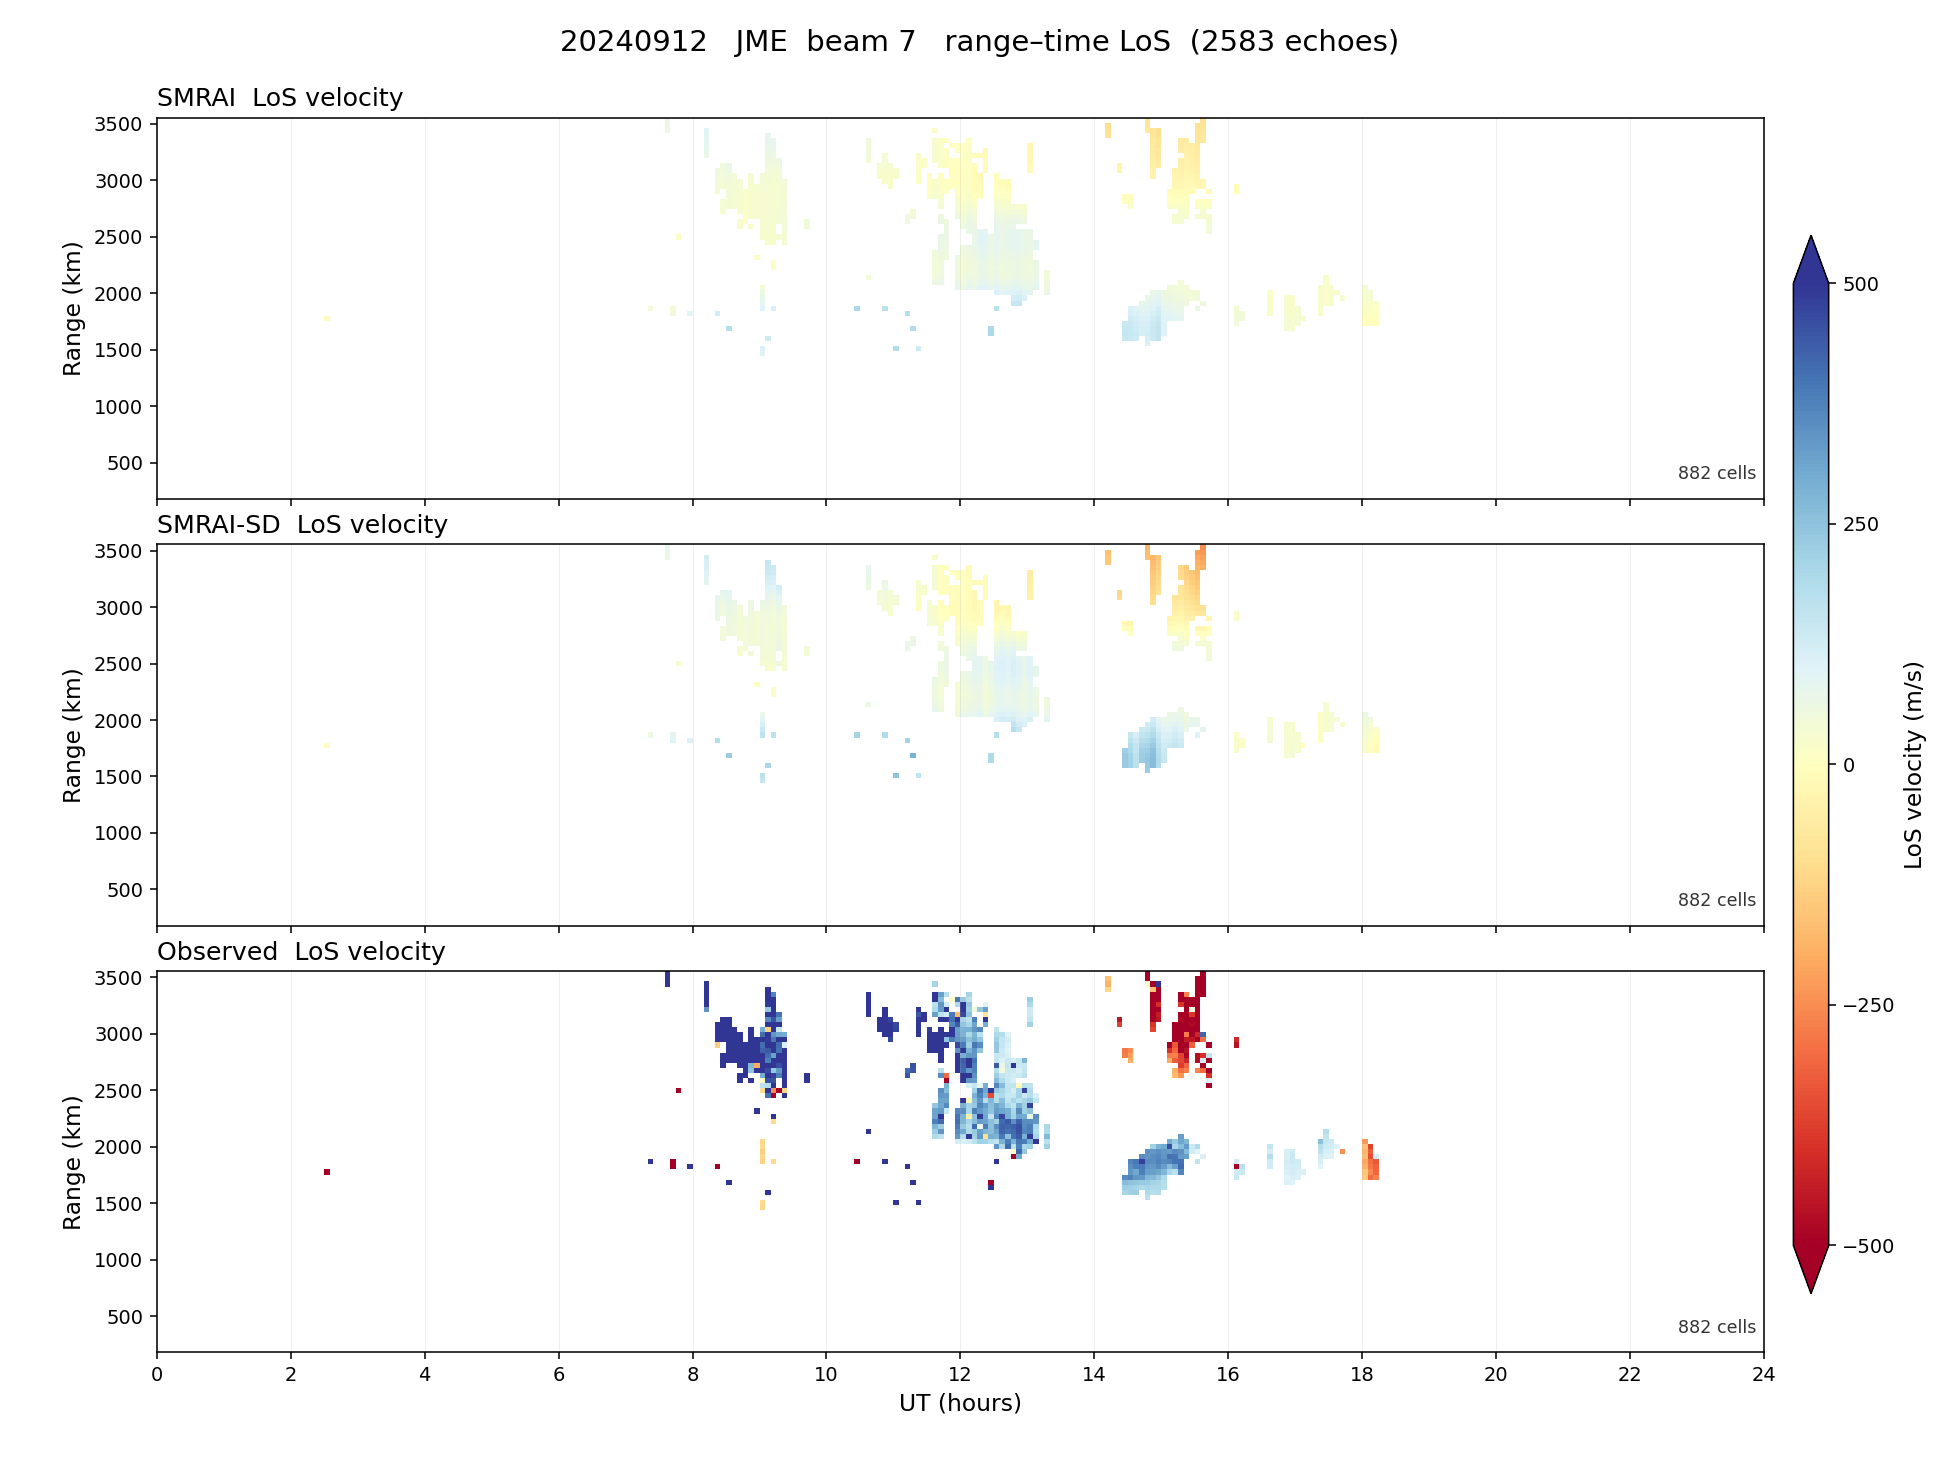 20240912   JME  beam 7   range–time LoS  (2583 echoes)
SMRAI  LoS velocity
3500
3000
2500
2000
1500
1000
500
Range (km)
882 cells
SMRAI-SD  LoS velocity
3500
3000
2500
2000
1500
1000
500
Range (km)
882 cells
Observed  LoS velocity
3500
3000
2500
2000
1500
1000
500
Range (km)
882 cells
0 2 4 6 8 10 12 14 16 18 20 22 24
UT (hours)
500
250
0
−250
−500
LoS velocity (m/s)